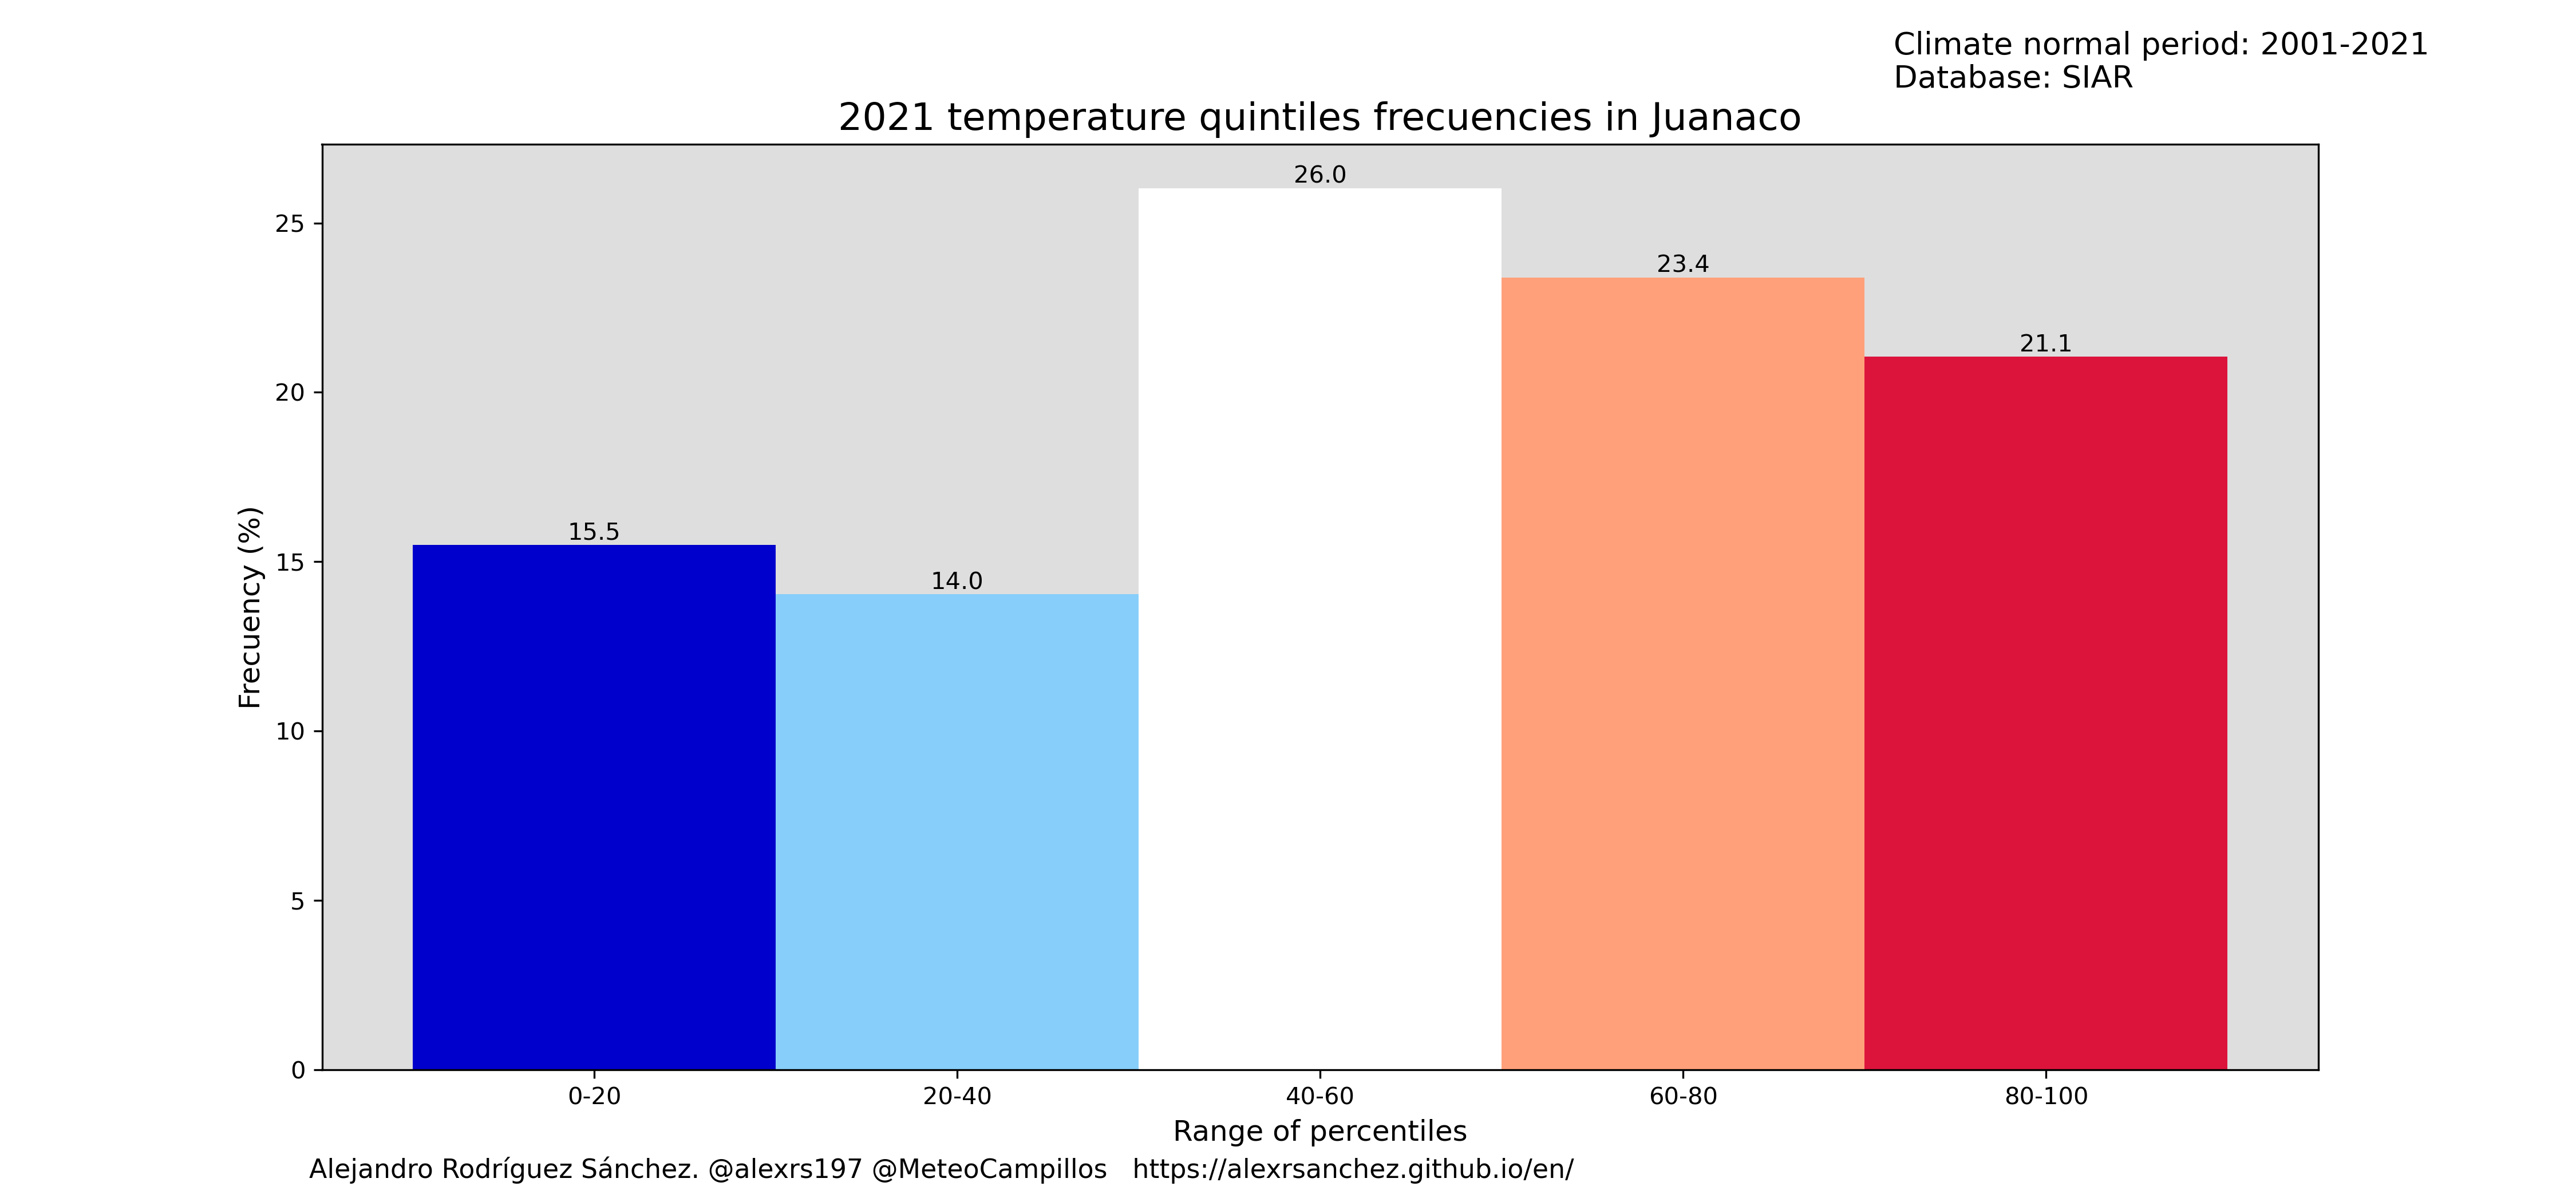 Climate normal period: 2001-2021
Database: SIAR
2021 temperature quintiles frecuencies in Juanaco
26.0
25
23.4
21.1
20
15.5
15
14.0
Frecuency (%)
10
5
0
0-20 20-40 40-60 60-80 80-100
Range of percentiles
Alejandro Rodríguez Sánchez. @alexrs197 @MeteoCampillos https://alexrsanchez.github.io/en/